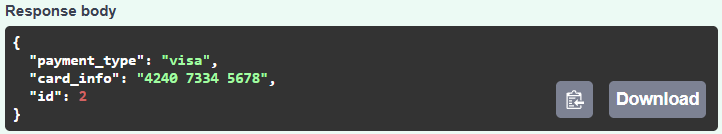 Response body
{
  "payment_type": "visa",
  "card_info": "4240 7334 5678",
  "id": 2
}
Download